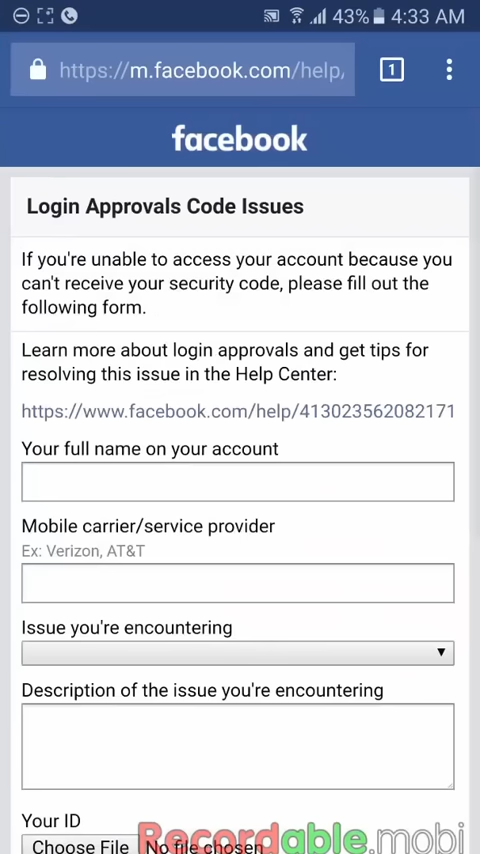 43% 4:33 AM
https://m.facebook.com/help/
1
facebook
Login Approvals Code Issues
If you're unable to access your account because you
can't receive your security code, please fill out the
following form.
Learn more about login approvals and get tips for
resolving this issue in the Help Center:
https://www.facebook.com/help/413023562082171
Your full name on your account
Mobile carrier/service provider
Ex: Verizon, AT&T
Issue you're encountering
Description of the issue you're encountering
Your ID
Choose File No file chosen
Recordable.mobi